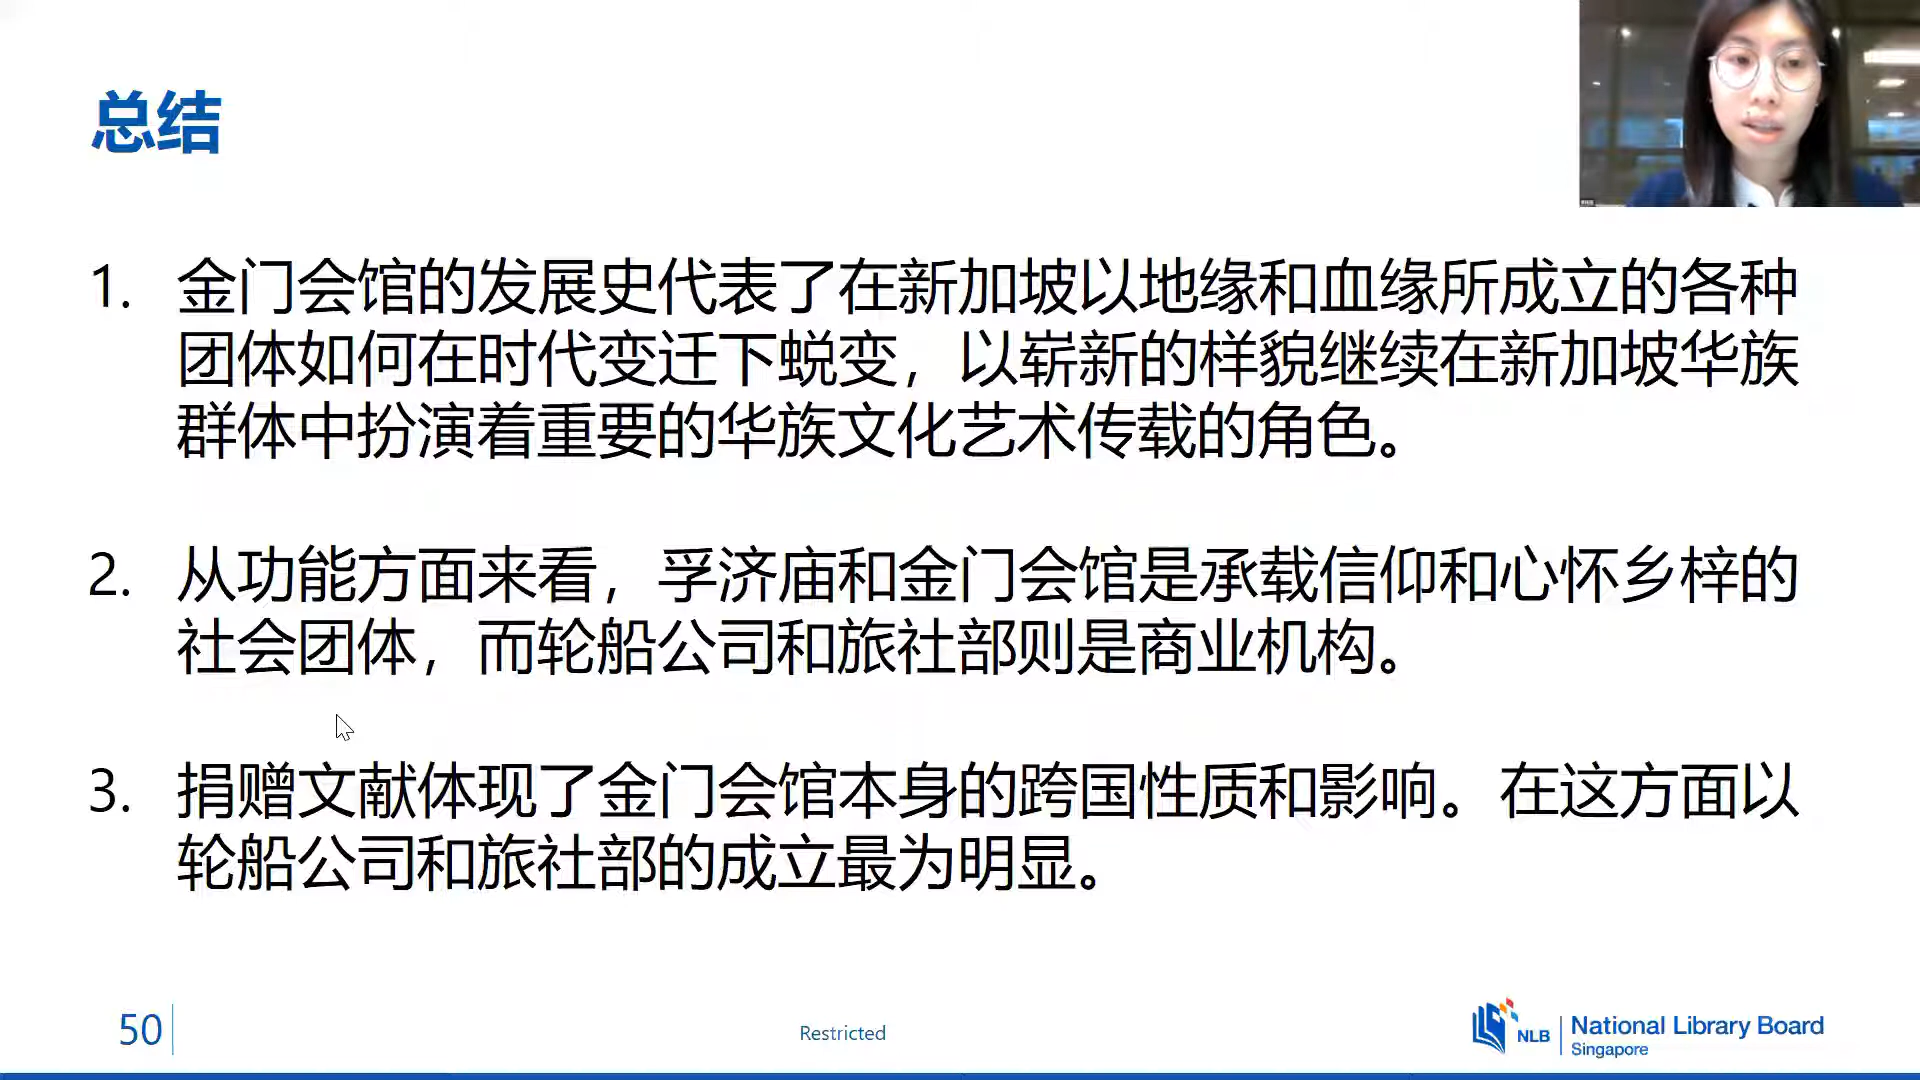 总结
1. 金门会馆的发展史代表了在新加坡以地缘和血缘所成立的各种
团体如何在时代变迁下蜕变，以崭新的样貌继续在新加坡华族
群体中扮演着重要的华族文化艺术传载的角色。
2. 从功能方面来看，孚济庙和金门会馆是承载信仰和心怀乡梓的
社会团体，而轮船公司和旅社部则是商业机构。
3. 捐赠文献体现了金门会馆本身的跨国性质和影响。在这方面以
轮船公司和旅社部的成立最为明显。
50
Restricted
NLB
National Library Board
Singapore